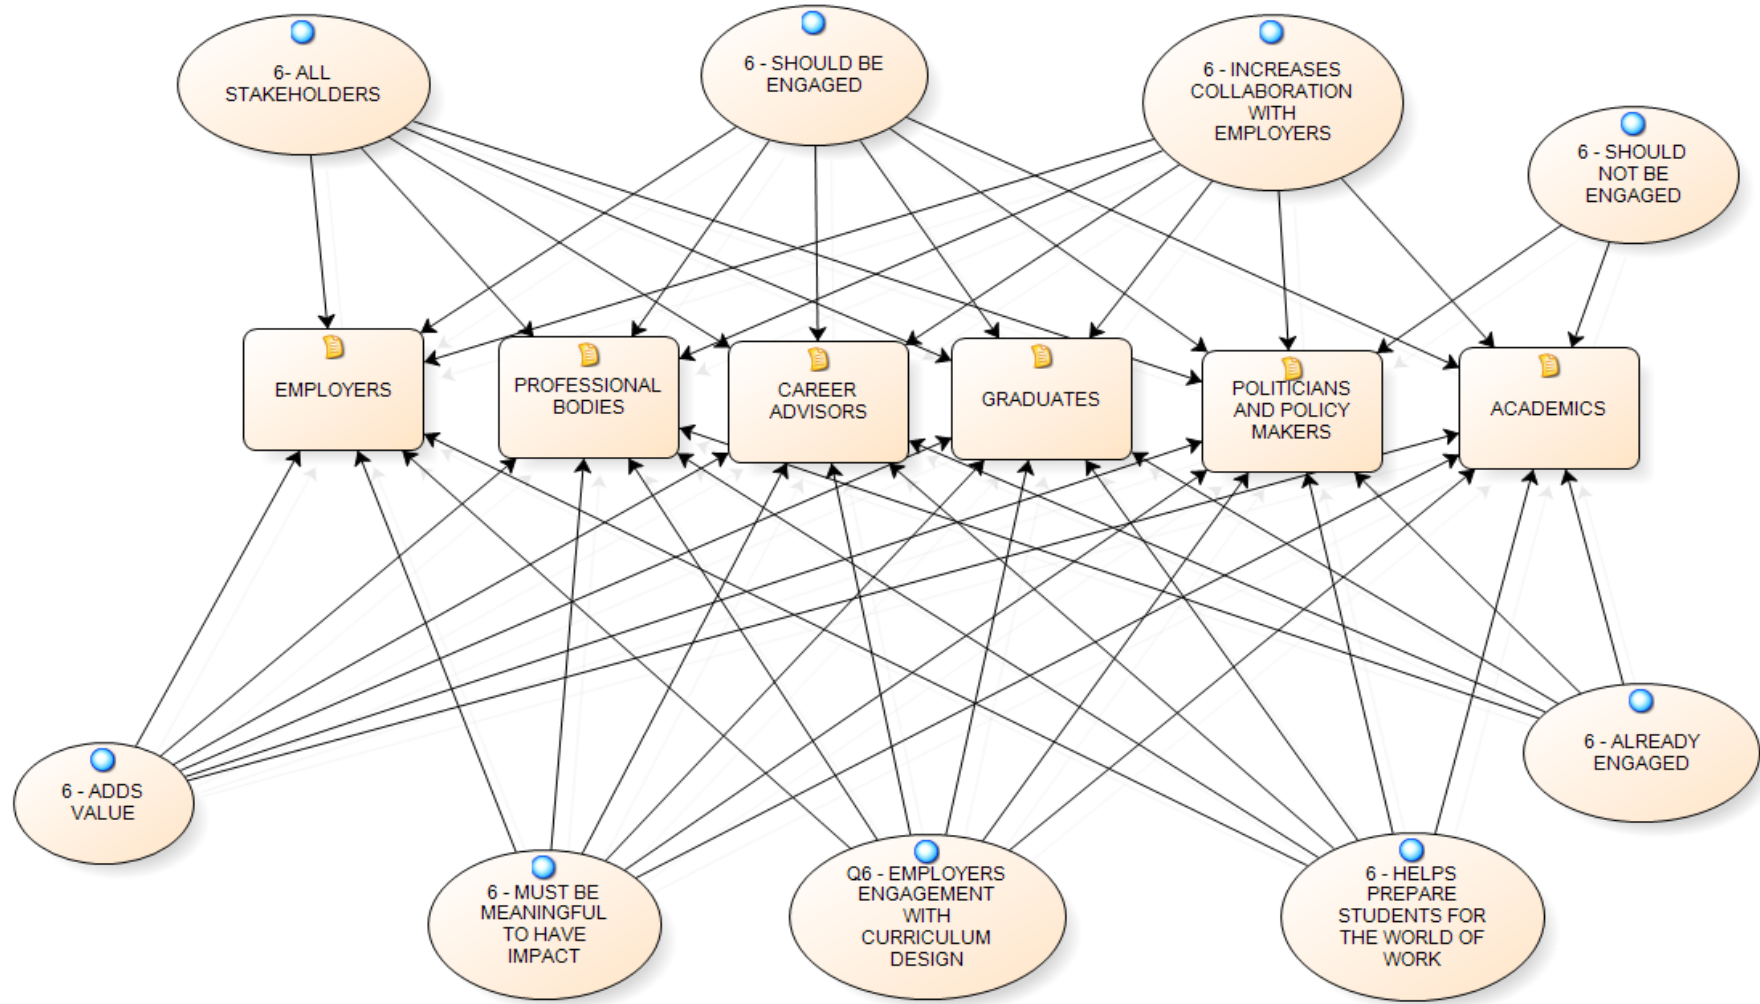 6- ALL
STAKEHOLDERS
6 - SHOULD BE
ENGAGED
6 - INCREASES
COLLABORATION
WITH
EMPLOYERS
6 - SHOULD
NOT BE
ENGAGED
EMPLOYERS
PROFESSIONAL
BODIES
CAREER
ADVISORS
GRADUATES
POLITICIANS
AND POLICY
MAKERS
ACADEMICS
6 - ADDS
VALUE
6 - MUST BE
MEANINGFUL
TO HAVE
IMPACT
Q6 - EMPLOYERS
ENGAGEMENT
WITH
CURRICULUM
DESIGN
6 - HELPS
PREPARE
STUDENTS FOR
THE WORLD OF
WORK
6 - ALREADY
ENGAGED